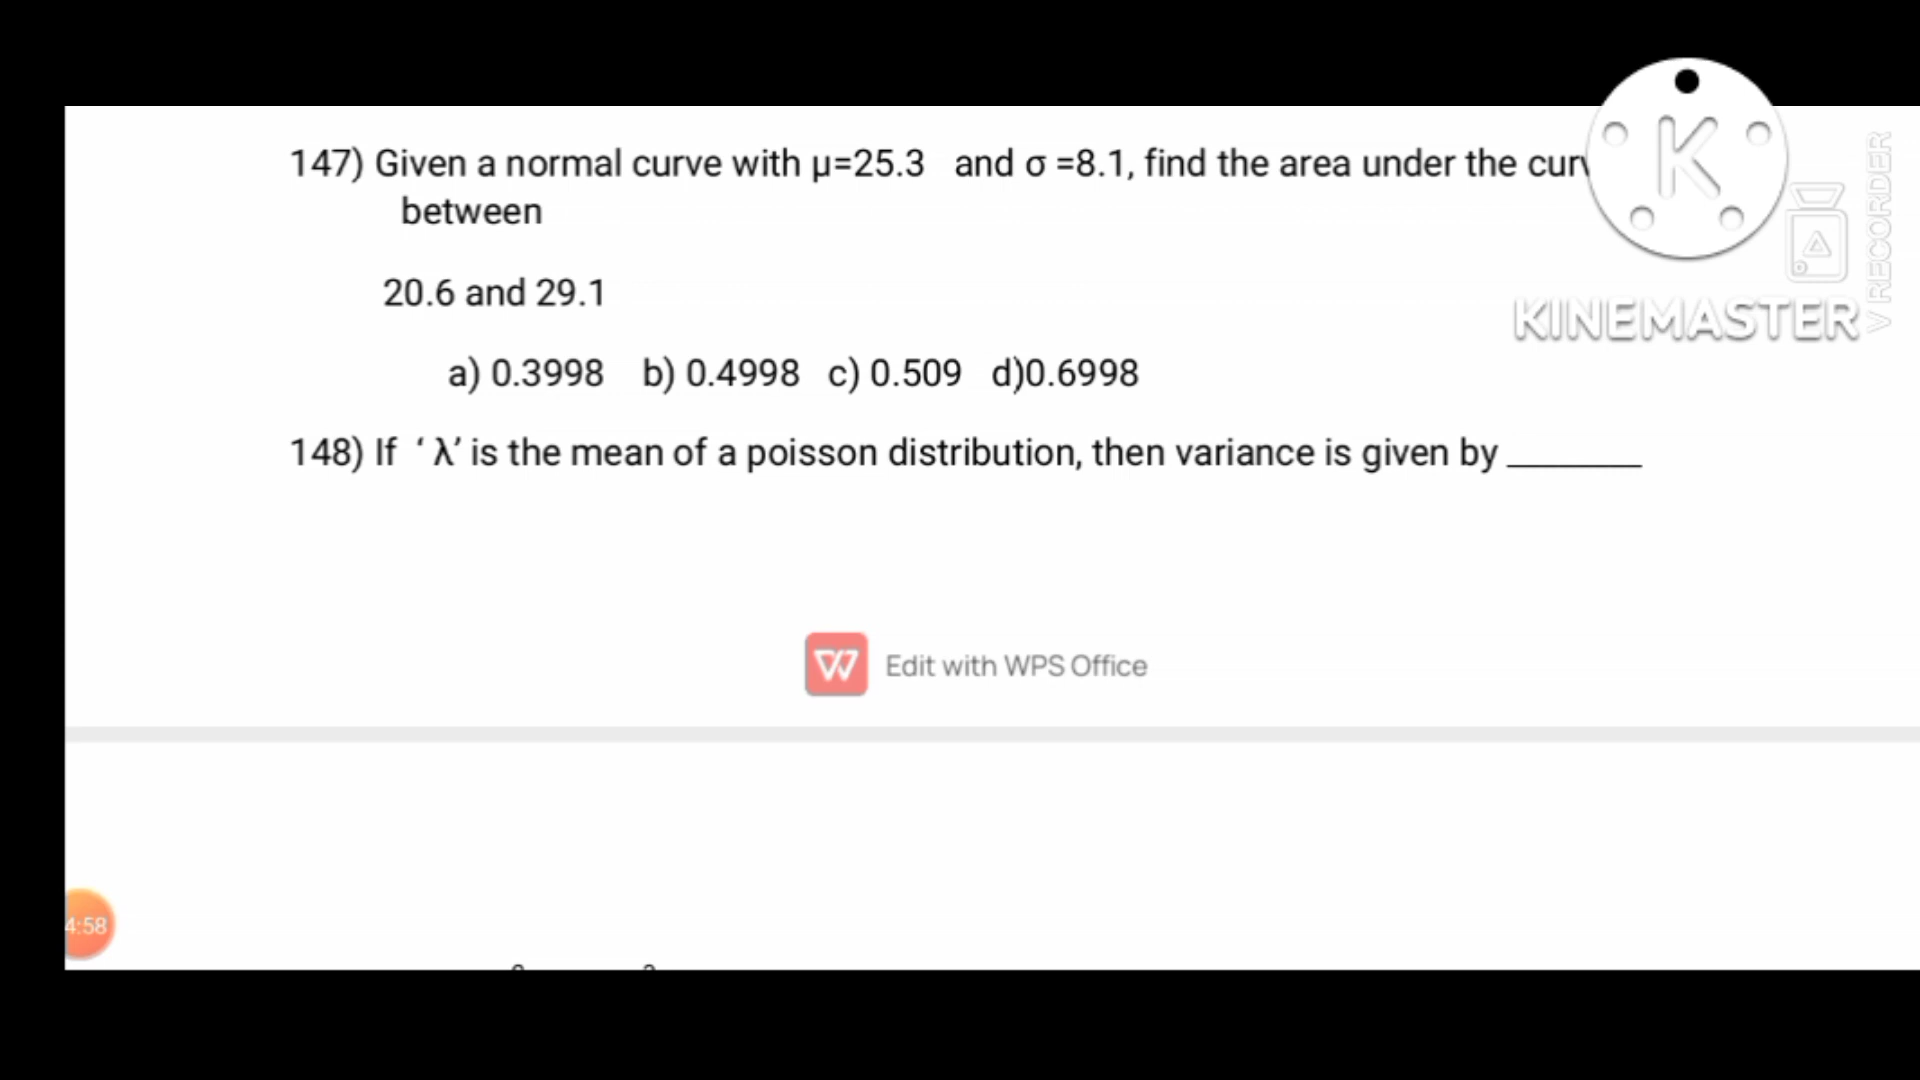 147) Given a normal curve with μ=25.3 and σ =8.1, find the area under the
between
20.6 and 29.1
a) 0.3998 b) 0.4998 c) 0.509 d)0.6998
148) If ‘ λ’ is the mean of a poisson distribution, then variance is given by ________
Edit with WPS Office
4:58
K
KINEMASTER
V RECORDER